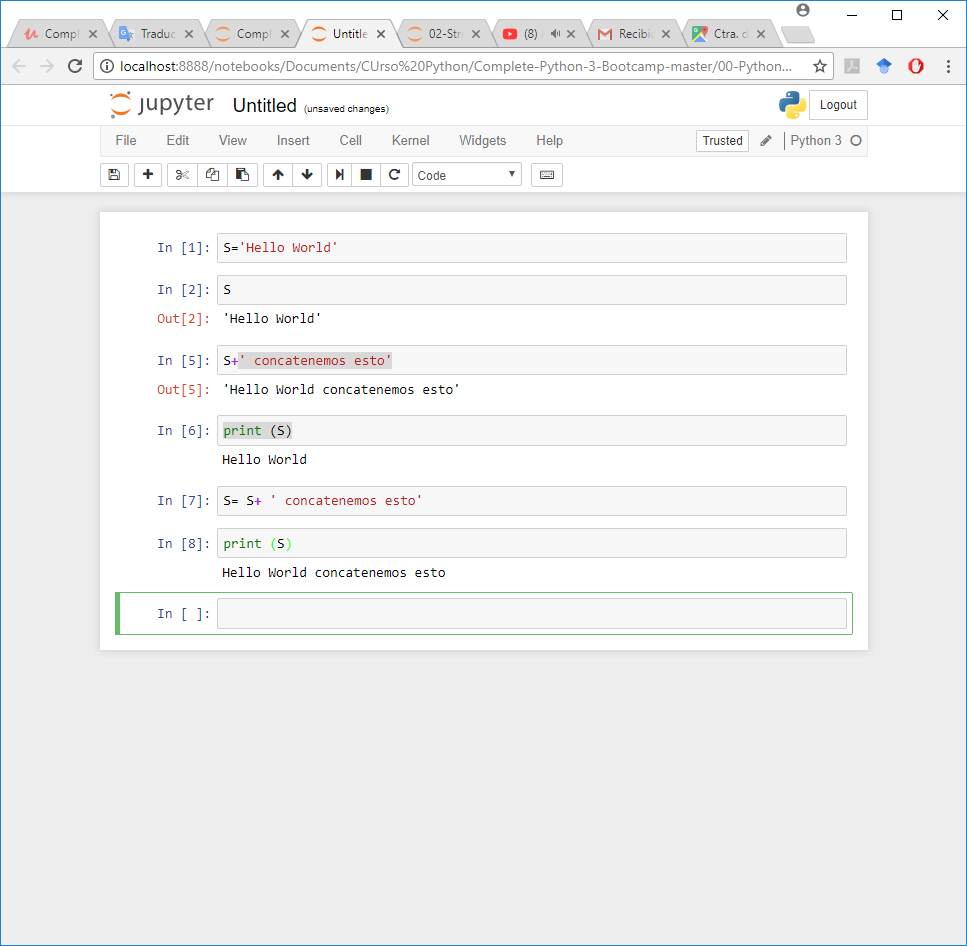 Compl
Traduc
Compl
Untitle
02-Str
(8)
Recibi
Ctra. d
localhost:8888/notebooks/Documents/CUrso%20Python/Complete-Python-3-Bootcamp-master/00-Python...
jupyter Untitled (unsaved changes)
Logout
File Edit View Insert Cell Kernel Widgets Help
Trusted
Python 3
Code
In [1]: S='Hello World'
In [2]: S
Out[2]: 'Hello World'
In [5]: S+' concatenemos esto'
Out[5]: 'Hello World concatenemos esto'
In [6]: print (S)
Hello World
In [7]: S= S+ ' concatenemos esto'
In [8]: print (S)
Hello World concatenemos esto
In [ ]: